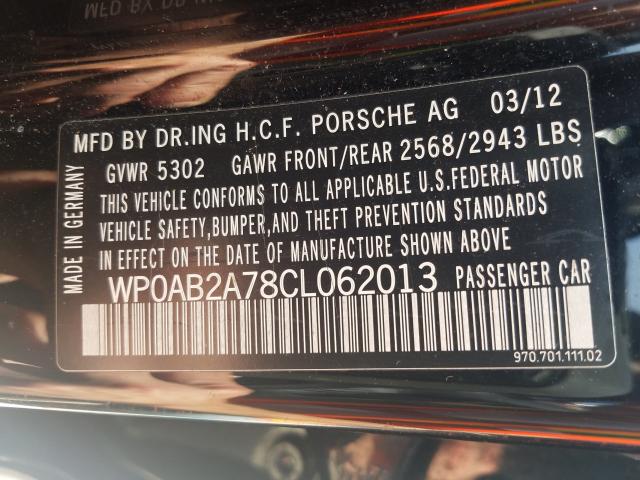 MFD BY DR.ING H.C.F. PORSCHE AG 03/12
GVWR 5302 GAWR FRONT/REAR 2568/2943 LBS
THIS VEHICLE CONFORMS TO ALL APPLICABLE U.S.FEDERAL MOTOR
VEHICLE SAFETY,BUMPER,AND THEFT PREVENTION STANDARDS
IN EFFECT ON THE DATE OF MANUFACTURE SHOWN ABOVE
WP0AB2A78CL062013 PASSENGER CAR
970.701.111.02
MADE IN GERMANY